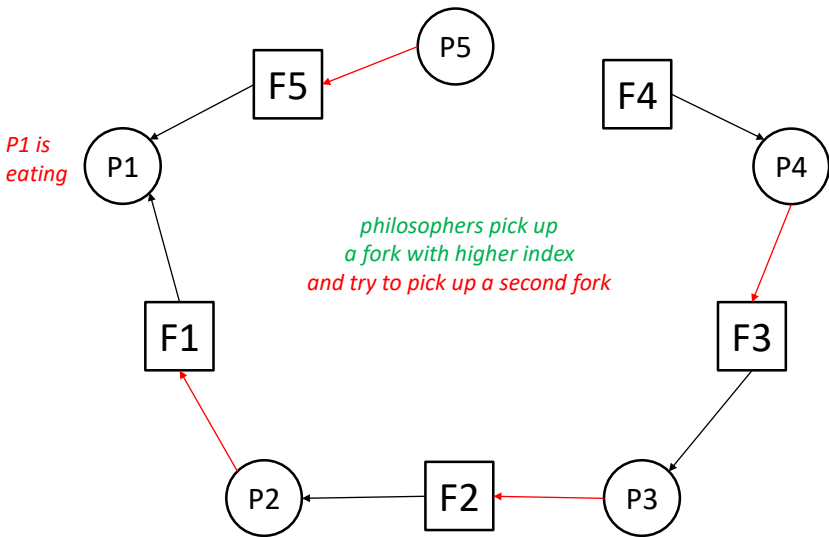 P5
F5
F4
P1 is
eating
P1
P4
philosophers pick up
a fork with higher index
and try to pick up a second fork
F1
F3
P2
F2
P3